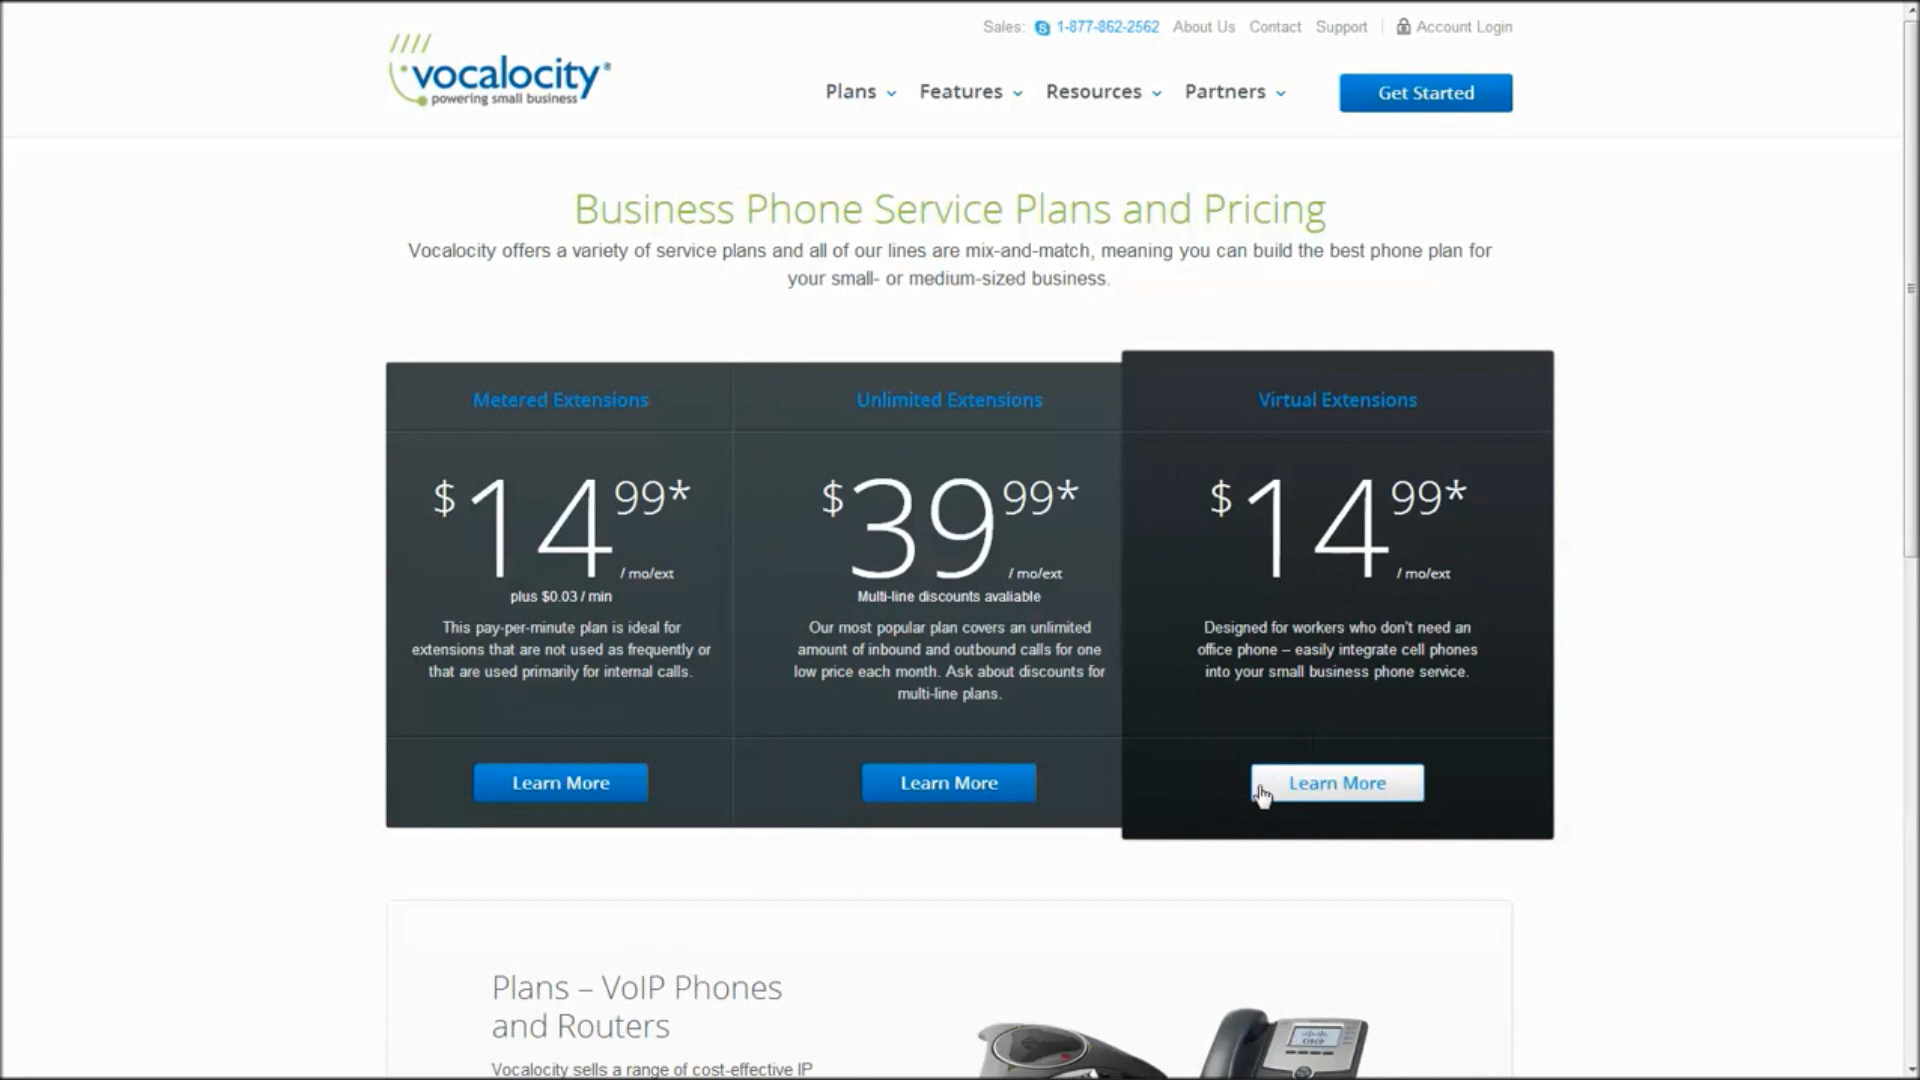 Sales: 1-877-862-2562 About Us Contact Support Account Login
vocalocity®
powering small business
Plans Features Resources Partners Get Started
Business Phone Service Plans and Pricing
Vocalocity offers a variety of service plans and all of our lines are mix-and-match, meaning you can build the best phone plan for
your small- or medium-sized business.
Metered Extensions
$14 99*
/ mo/ext
plus $0.03 / min
This pay-per-minute plan is ideal for
extensions that are not used as frequently or
that are used primarily for internal calls.
Learn More
Unlimited Extensions
$39 99*
/ mo/ext
Multi-line discounts avaliable
Our most popular plan covers an unlimited
amount of inbound and outbound calls for one
low price each month. Ask about discounts for
multi-line plans.
Learn More
Virtual Extensions
$14 99*
/ mo/ext
Designed for workers who don't need an
office phone – easily integrate cell phones
into your small business phone service.
Learn More
Plans – VoIP Phones
and Routers
Vocalocity sells a range of cost-effective IP
CISCO